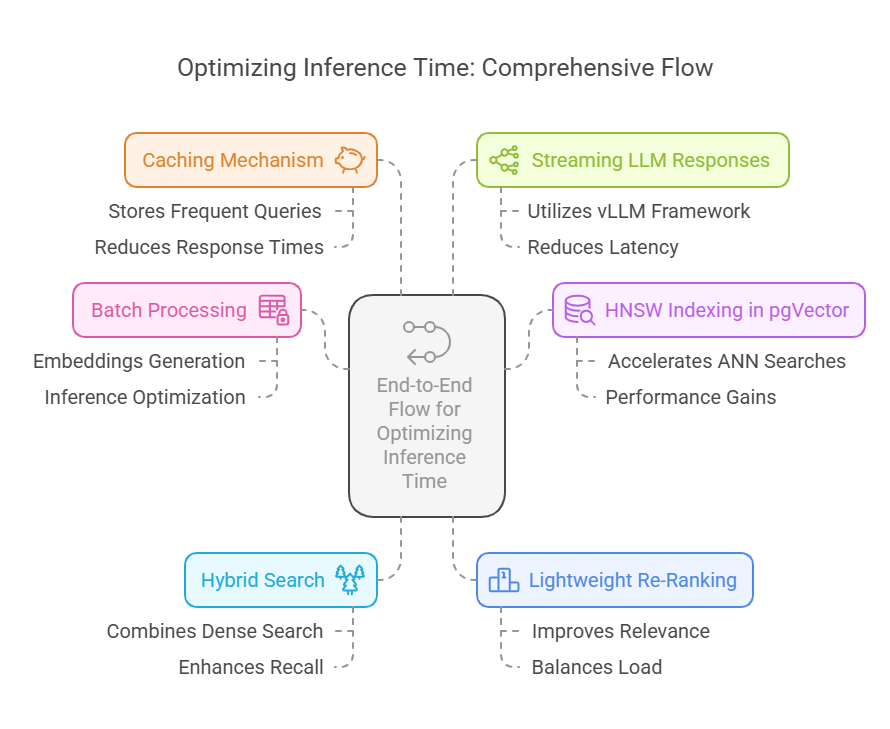 Optimizing Inference Time: Comprehensive Flow
Caching Mechanism
Stores Frequent Queries
Reduces Response Times
Streaming LLM Responses
Utilizes vLLM Framework
Reduces Latency
Batch Processing
Embeddings Generation
Inference Optimization
HNSW Indexing in pgVector
Accelerates ANN Searches
Performance Gains
End-to-End
Flow for
Optimizing
Inference
Time
Hybrid Search
Combines Dense Search
Enhances Recall
1
Lightweight Re-Ranking
Improves Relevance
Balances Load